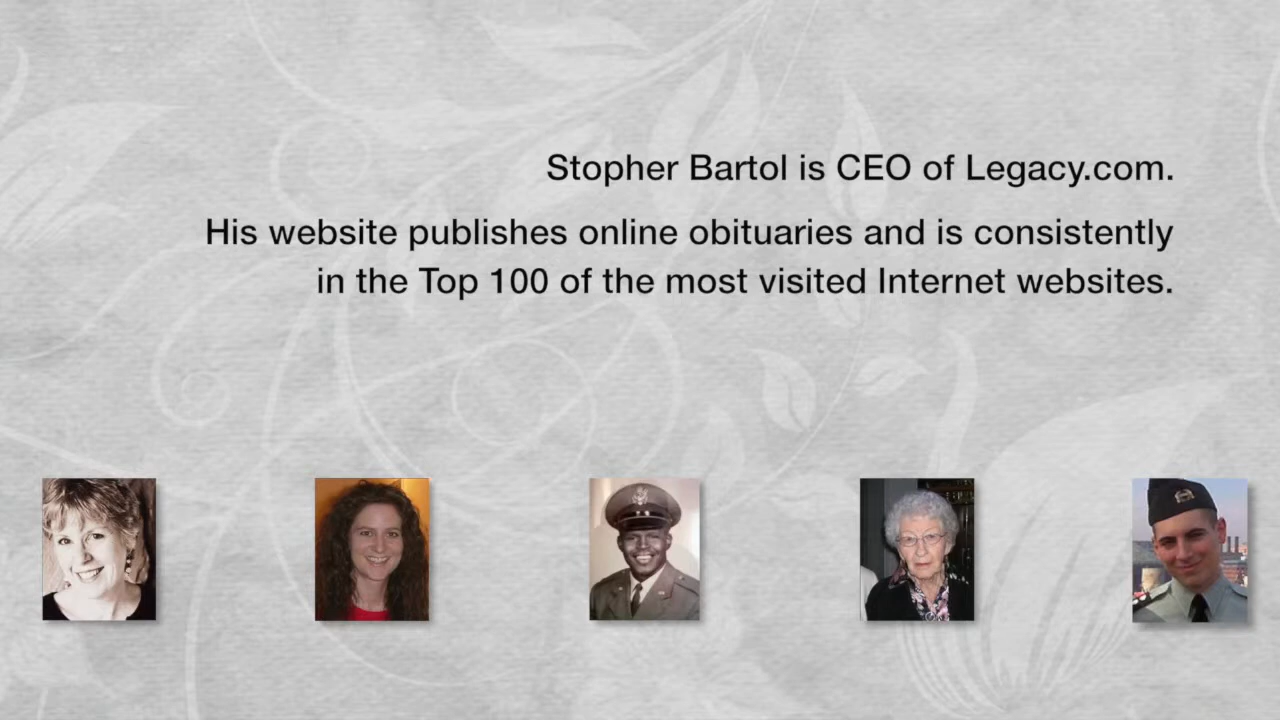 Stopher Bartol is CEO of Legacy.com.
His website publishes online obituaries and is consistently
in the Top 100 of the most visited Internet websites.